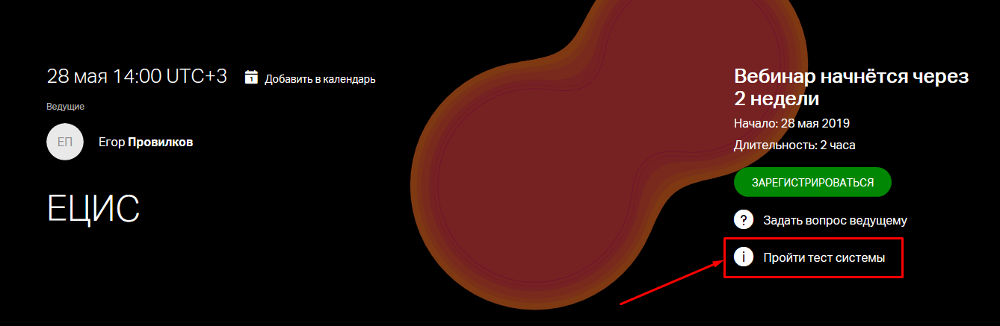 28 мая 14:00 UTC+3
Добавить в календарь
Ведущие
ЕП
Егор Провилков
ЕЦИС
Вебинар начнётся через
2 недели
Начало: 28 мая 2019
Длительность: 2 часа
ЗАРЕГИСТРИРОВАТЬСЯ
? Задать вопрос ведущему
i Пройти тест системы